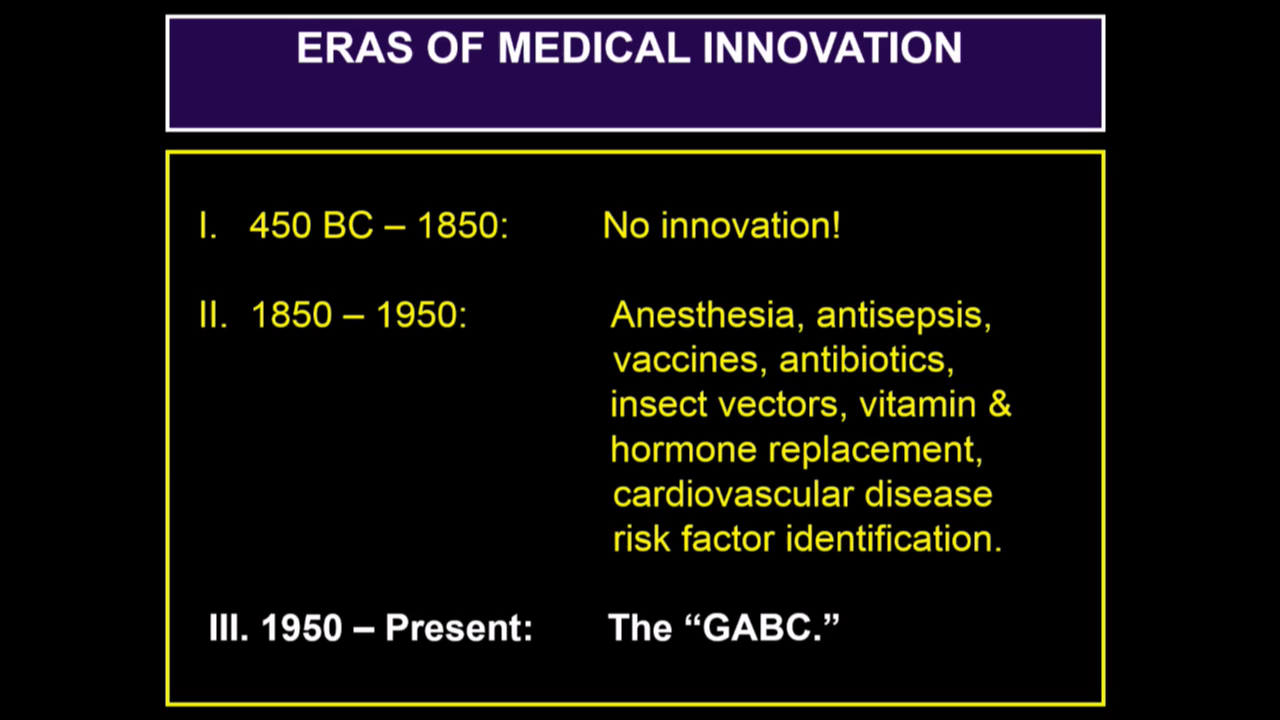 ERAS OF MEDICAL INNOVATION
I. 450 BC – 1850: No innovation!
II. 1850 – 1950: Anesthesia, antisepsis,
vaccines, antibiotics,
insect vectors, vitamin &
hormone replacement,
cardiovascular disease
risk factor identification.
III. 1950 – Present: The “GABC.”